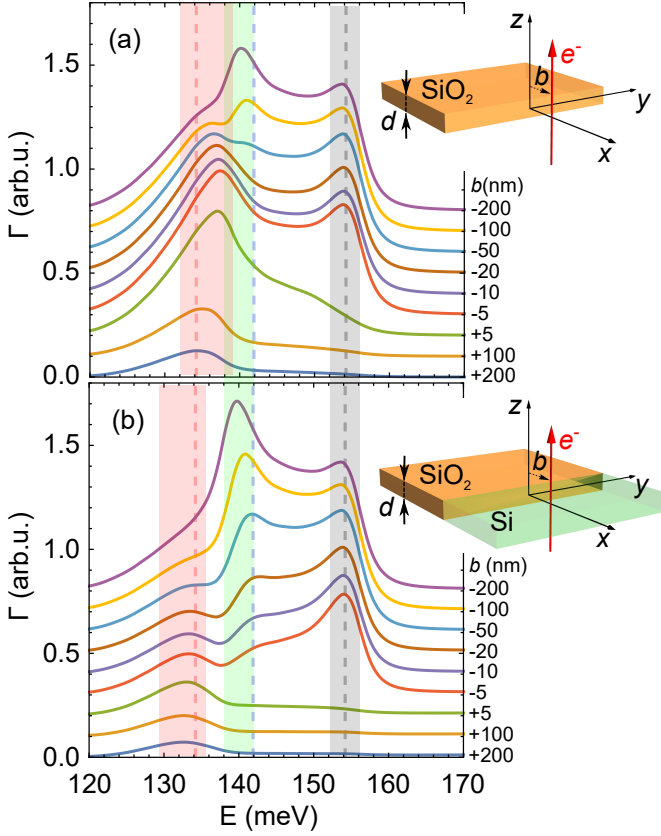 (a)
1.5
1.0
0.5
0.0
Γ (arb.u.)
z
e-
b
SiO2
d
y
x
b(nm)
-200
-100
-50
-20
-10
-5
+5
+100
+200
(b)
1.5
1.0
0.5
0.0
Γ (arb.u.)
z
e-
b
SiO2
d
y
Si
x
b (nm)
-200
-100
-50
-20
-10
-5
+5
+100
+200
120 130 140 150 160 170
E (meV)